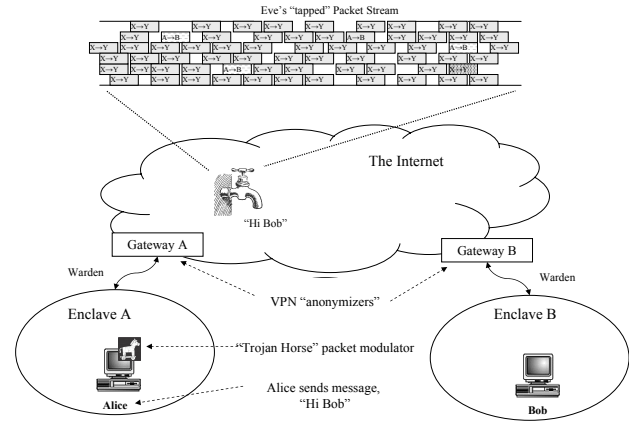 Eve's "tapped" Packet Stream
X→Y X→Y X→Y X→Y X→Y X→Y X→Y X→Y
X→Y A→B X→Y X→Y X→Y A→B X→Y X→Y X→Y
X→Y X→Y X→Y X→Y X→Y X→Y X→Y X→Y X→Y X→Y A→B X→Y
X→Y X→Y X→Y X→Y X→Y X→Y X→Y X→Y X→Y X→Y X→Y
X→Y X→Y X→Y A→B X→Y X→Y X→Y X→Y X→Y X→Y
X→Y X→Y X→Y X→Y X→Y X→Y X→Y X→Y X→Y X→Y
The Internet
"Hi Bob"
Gateway A
Gateway B
Warden
Warden
VPN "anonymizers"
Enclave A
Enclave B
"Trojan Horse" packet modulator
Alice sends message,
"Hi Bob"
Alice
Bob